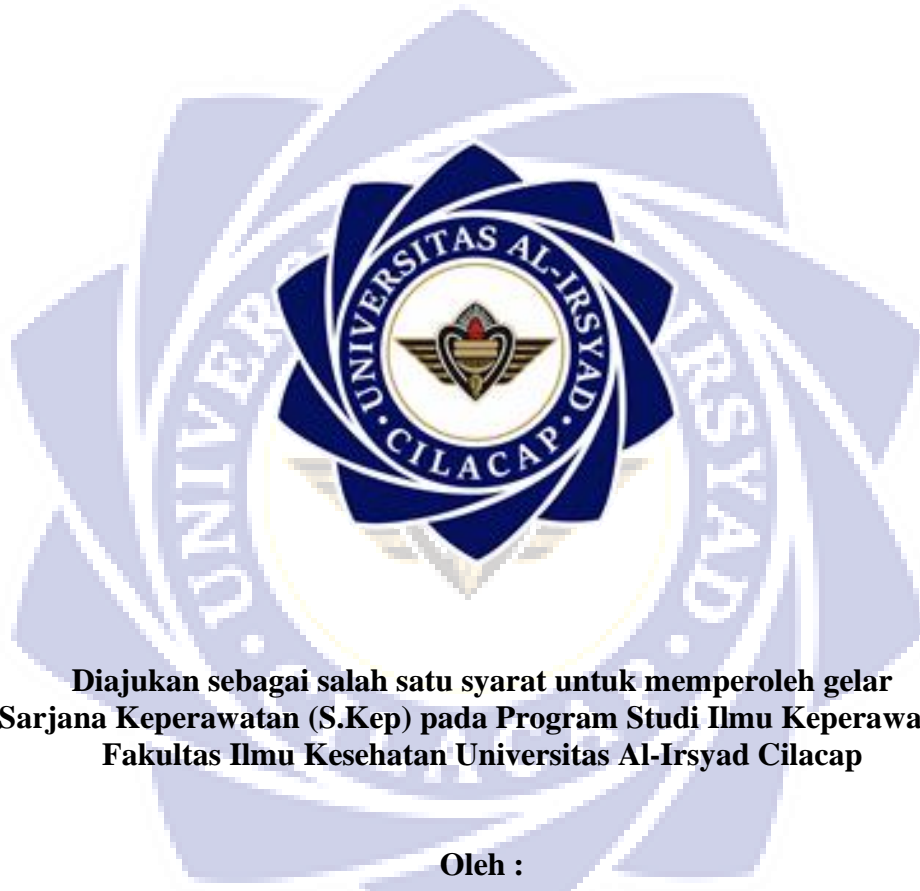 UNIVERSITAS AL-IRSYAD
CILACAP
Diajukan sebagai salah satu syarat untuk memperoleh gelar
Sarjana Keperawatan (S.Kep) pada Program Studi Ilmu Keperawa
Fakultas Ilmu Kesehatan Universitas Al-Irsyad Cilacap
Oleh :